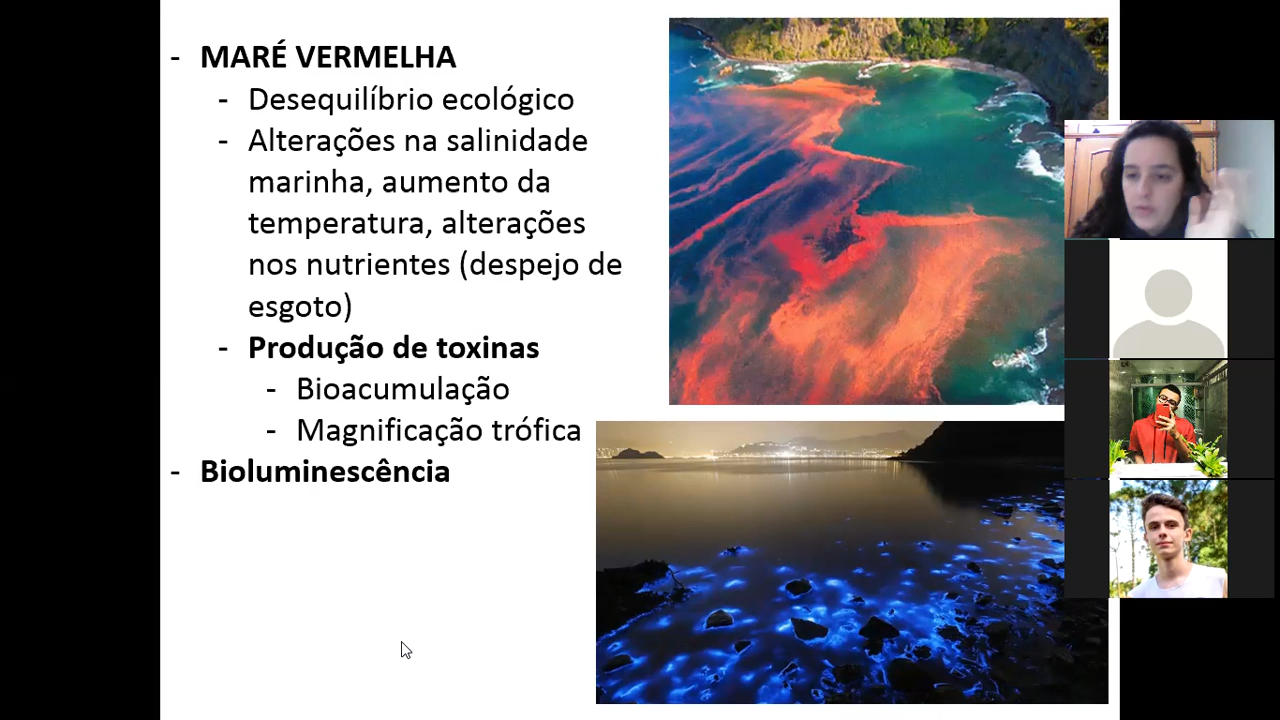 - MARÉ VERMELHA
- Desequilíbrio ecológico
- Alterações na salinidade
marinha, aumento da
temperatura, alterações
nos nutrientes (despejo de
esgoto)
- Produção de toxinas
- Bioacumulação
- Magnificação trófica
- Bioluminescência